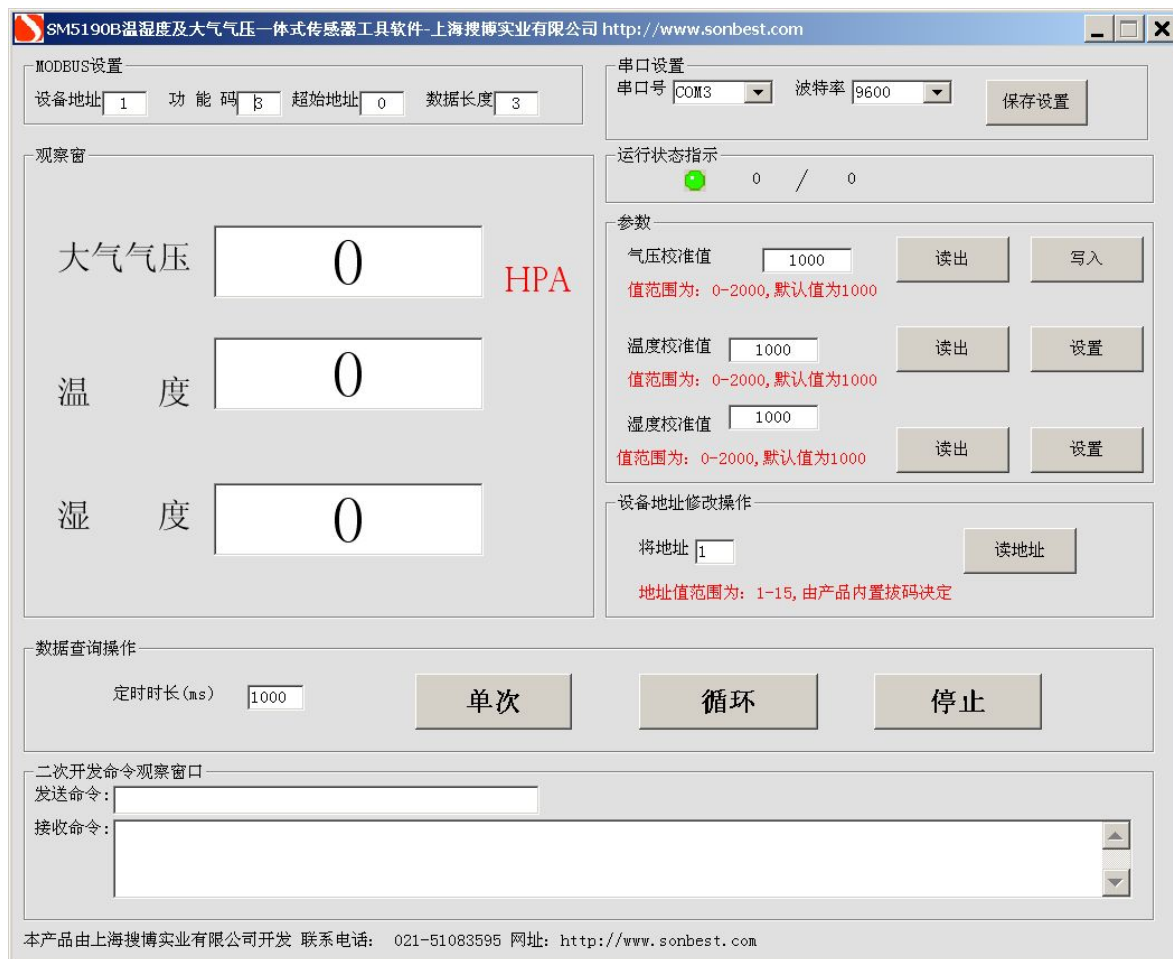 SM5190B温湿度及大气气压一体式传感器工具软件-上海搜博实业有限公司 http://www.sonbest.com
MODBUS设置
设备地址 1 功 能 码 3 超始地址 0 数据长度 3
串口设置
串口号 COM3 波特率 9600 保存设置
观察窗
大气气压 0 HPA
温 度 0
湿 度 0
运行状态指示
0 / 0
参数
气压校准值 1000 读出 写入
值范围为: 0-2000,默认值为1000
温度校准值 1000 读出 设置
值范围为: 0-2000,默认值为1000
湿度校准值 1000
值范围为: 0-2000,默认值为1000 读出 设置
设备地址修改操作
将地址 1 读地址
地址值范围为: 1-15,由产品内置拔码决定
数据查询操作
定时时长(ms) 1000 单次 循环 停止
二次开发命令观察窗口
发送命令:
接收命令:
本产品由上海搜博实业有限公司开发 联系电话: 021-51083595 网址: http://www.sonbest.com